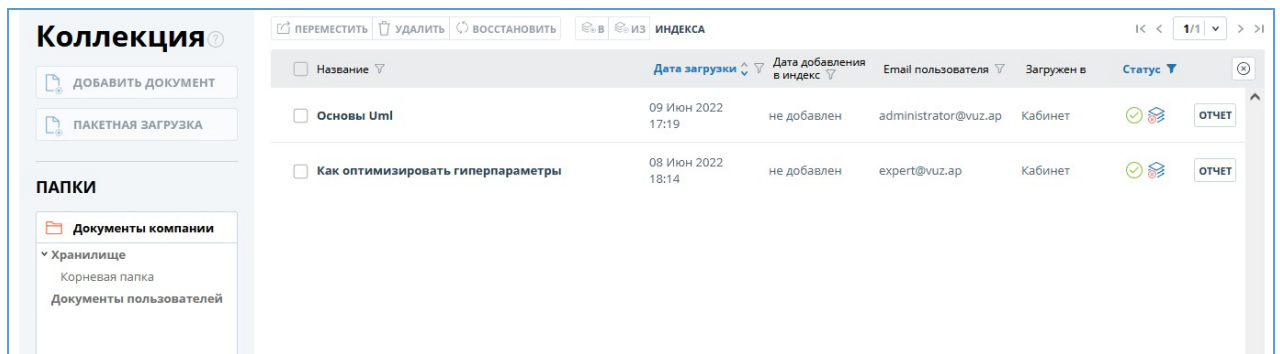 Коллекция
ДОБАВИТЬ ДОКУМЕНТ
ПАКЕТНАЯ ЗАГРУЗКА
ПАПКИ
Документы компании
Хранилище
Корневая папка
Документы пользователей
ПЕРЕМЕСТИТЬ УДАЛИТЬ ВОССТАНОВИТЬ В ИЗ ИНДЕКСА 1/1
Название Дата загрузки Дата добавления в индекс Email пользователя Загружен в Статус
Основы Uml 09 Июн 2022 17:19 не добавлен administrator@vuz.ap Кабинет ОТЧЕТ
Как оптимизировать гиперпараметры 08 Июн 2022 18:14 не добавлен expert@vuz.ap Кабинет ОТЧЕТ